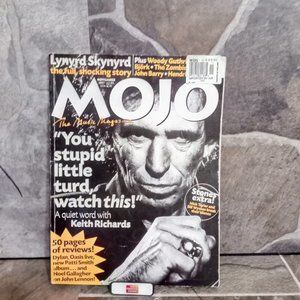 Lynyrd Skynyrd
the full, shocking story
Plus Woody Guthrie
Björk • The Zombies
John Barry • Hendrix
MOJO
The Music Magazine
"You
stupid
little
turd,
watch this!"
A quiet word with
Keith Richards
Stones
extra!
50 pages
of reviews!
Dylan, Oasis live,
new Patti Smith
album... and
Noel Gallagher
on John Lennon!